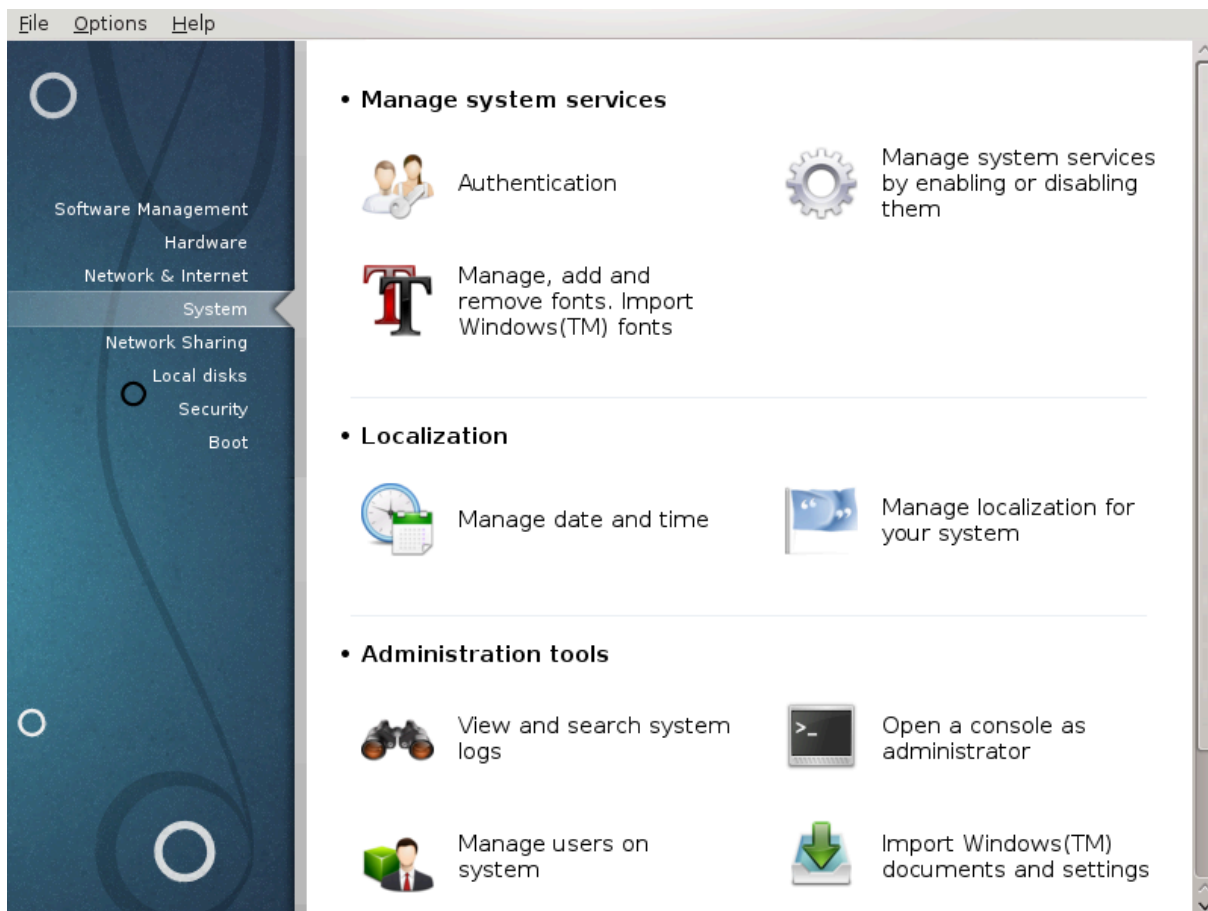 File Options Help
Software Management
Hardware
Network & Internet
System
Network Sharing
Local disks
Security
Boot
• Manage system services
Authentication
Manage system services
by enabling or disabling
them
Manage, add and
remove fonts. Import
Windows(TM) fonts
• Localization
Manage date and time
Manage localization for
your system
• Administration tools
View and search system
logs
Open a console as
administrator
Manage users on
system
Import Windows(TM)
documents and settings